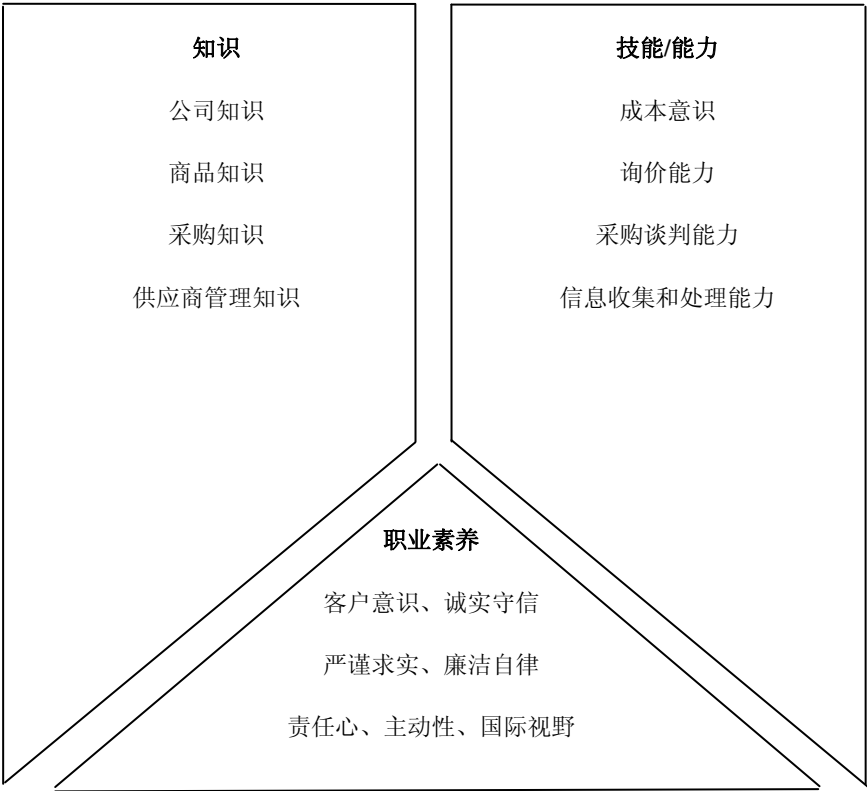 知识
公司知识
商品知识
采购知识
供应商管理知识
技能/能力
成本意识
询价能力
采购谈判能力
信息收集和处理能力
职业素养
客户意识、诚实守信
严谨求实、廉洁自律
责任心、主动性、国际视野